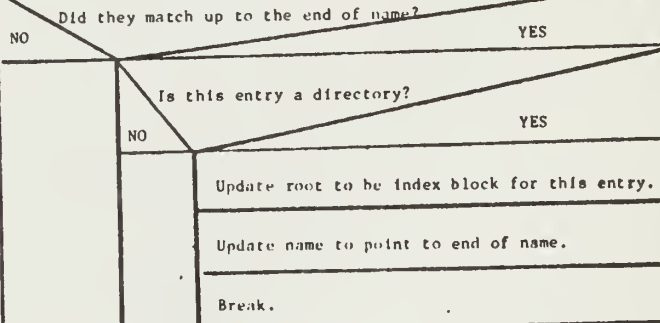 Did they match up to the end of name?
NO
YES
Is this entry a directory?
NO
YES
Update root to be index block for this entry.
Update name to point to end of name.
Break.